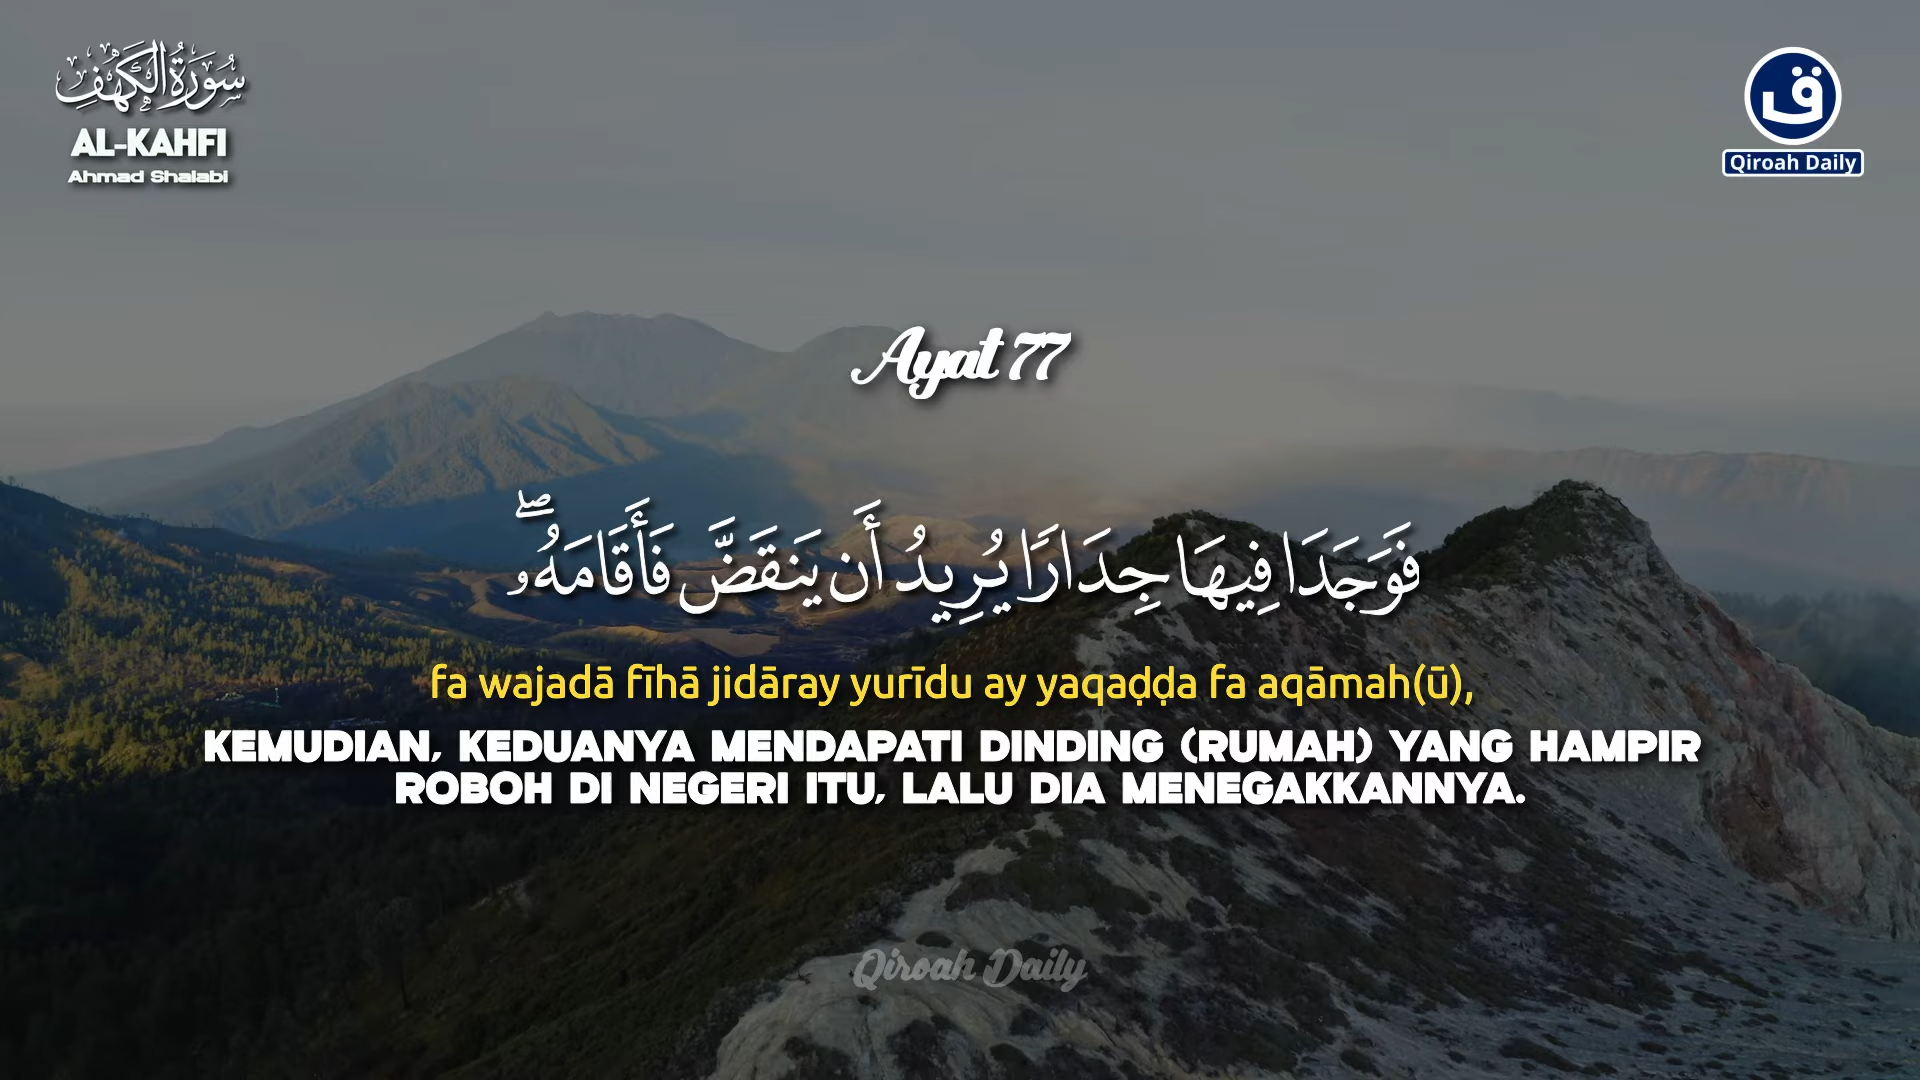 سُورَةُ الْكَهْفِ
AL-KAHFI
Ahmad Shalabi
ق
Qiroah Daily
Ayat 77
فَوَجَدَا فِيهَا جِدَارًا يُرِيدُ أَن يَنقَضَّ فَأَقَامَهُۥ ۖ
fa wajadā fīhā jidāray yurīdu ay yaqaḍḍa fa aqāmah(ū),
KEMUDIAN, KEDUANYA MENDAPATI DINDING (RUMAH) YANG HAMPIR
ROBOH DI NEGERI ITU, LALU DIA MENEGAKKANNYA.
Qiroah Daily